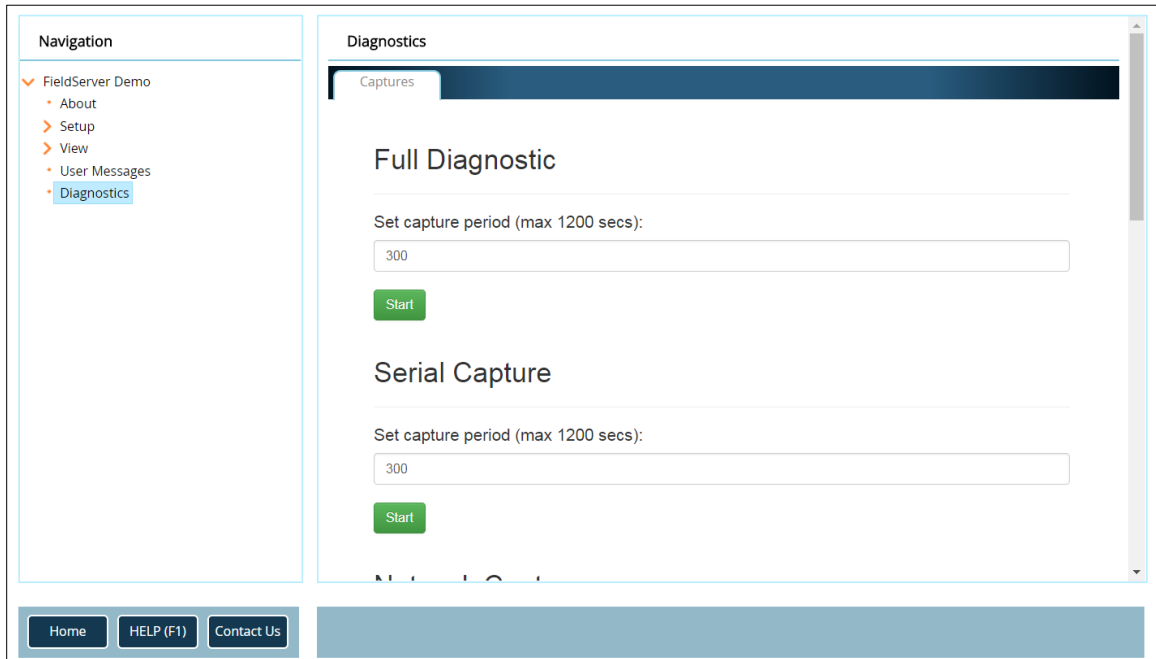 Navigation
FieldServer Demo
About
Setup
View
User Messages
Diagnostics
Diagnostics
Captures
Full Diagnostic
Set capture period (max 1200 secs):
300
Start
Serial Capture
Set capture period (max 1200 secs):
300
Start
Home
HELP (F1)
Contact Us